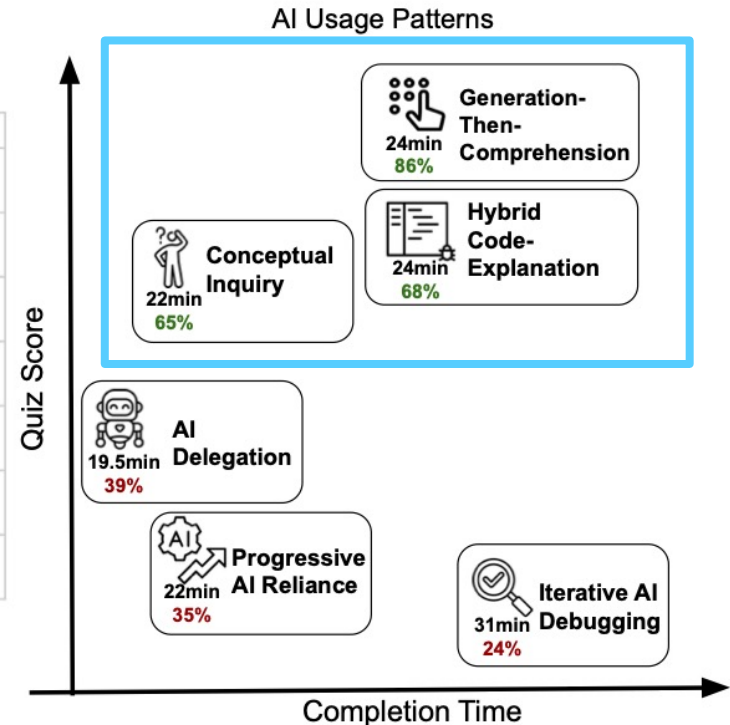 AI Usage Patterns
Generation-
Then-
Comprehension
24min
86%
Hybrid
Code-
Explanation
24min
68%
?
Conceptual
Inquiry
22min
65%
AI
Delegation
19.5min
39%
AI
Progressive
AI Reliance
22min
35%
Iterative AI
Debugging
31min
24%
Quiz Score
Completion Time